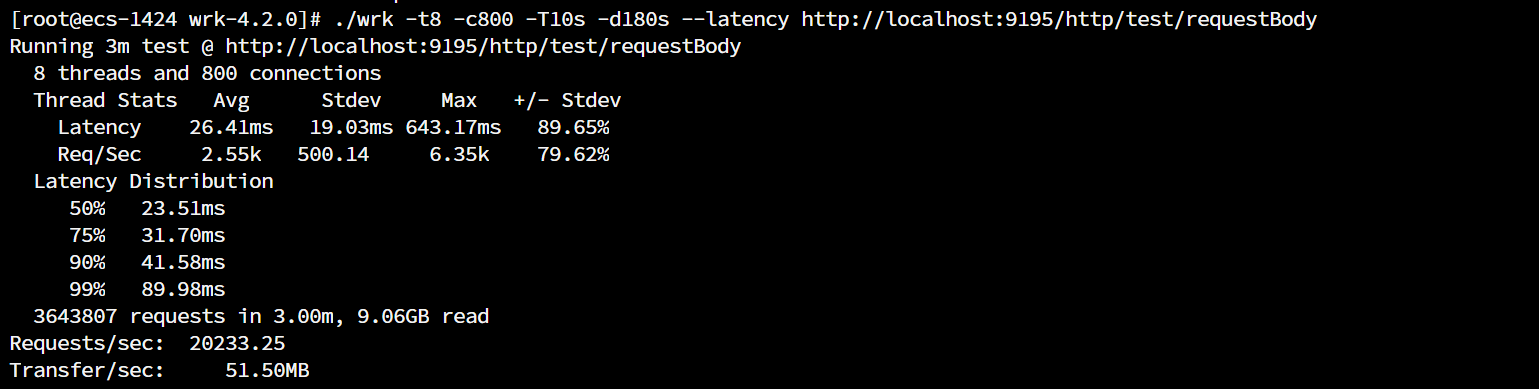 [root@ecs-1424 wrk-4.2.0]# ./wrk -t8 -c800 -T10s -d180s --latency http://localhost:9195/http/test/requestBody
Running 3m test @ http://localhost:9195/http/test/requestBody
  8 threads and 800 connections
  Thread Stats   Avg      Stdev     Max   +/- Stdev
    Latency    26.41ms   19.03ms 643.17ms   89.65%
    Req/Sec     2.55k   500.14     6.35k    79.62%
  Latency Distribution
     50%   23.51ms
     75%   31.70ms
     90%   41.58ms
     99%   89.98ms
  3643807 requests in 3.00m, 9.06GB read
Requests/sec:  20233.25
Transfer/sec:     51.50MB